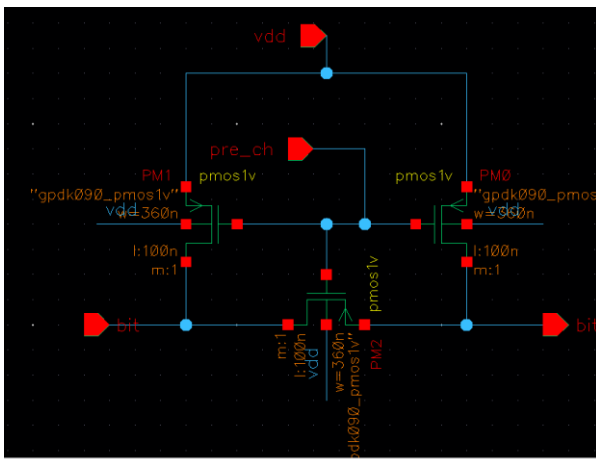 vdd
pre_ch
PM1
pmos1v
"gpdk090_pmos1v"
vdd
w=360n
l:100n
m:1
pmos1v
PM0
"gpdk090_pmos
vdd
w=360n
l:100n
m:1
bit
bit
pmos1v
PM2
pdk090_pmos1v"
w=360n
vdd
l:100n
m:1